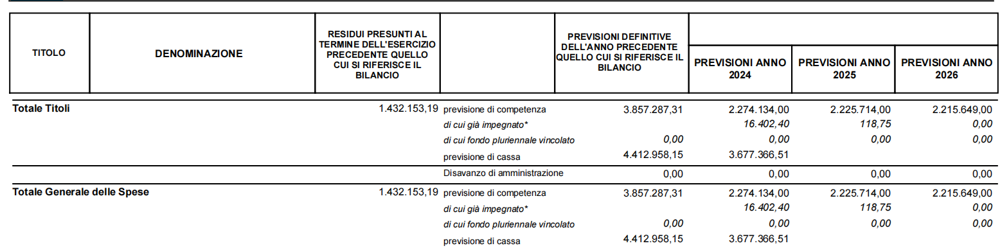 TITOLO
DENOMINAZIONE
RESIDUI PRESUNTI AL
TERMINE DELL'ESERCIZIO
PRECEDENTE QUELLO
CUI SI RIFERISCE IL
BILANCIO
PREVISIONI DEFINITIVE
DELL'ANNO PRECEDENTE
QUELLO CUI SI RIFERISCE IL
BILANCIO
PREVISIONI ANNO
2024
PREVISIONI ANNO
2025
PREVISIONI ANNO
2026
Totale Titoli 1.432.153,19 previsione di competenza 3.857.287,31 2.274.134,00 2.225.714,00 2.215.649,00
di cui già impegnato* 16.402,40 118,75 0,00
di cui fondo pluriennale vincolato 0,00 0,00 0,00 0,00
previsione di cassa 4.412.958,15 3.677.366,51
Disavanzo di amministrazione 0,00 0,00 0,00 0,00
Totale Generale delle Spese 1.432.153,19 previsione di competenza 3.857.287,31 2.274.134,00 2.225.714,00 2.215.649,00
di cui già impegnato* 16.402,40 118,75 0,00
di cui fondo pluriennale vincolato 0,00 0,00 0,00 0,00
previsione di cassa 4.412.958,15 3.677.366,51